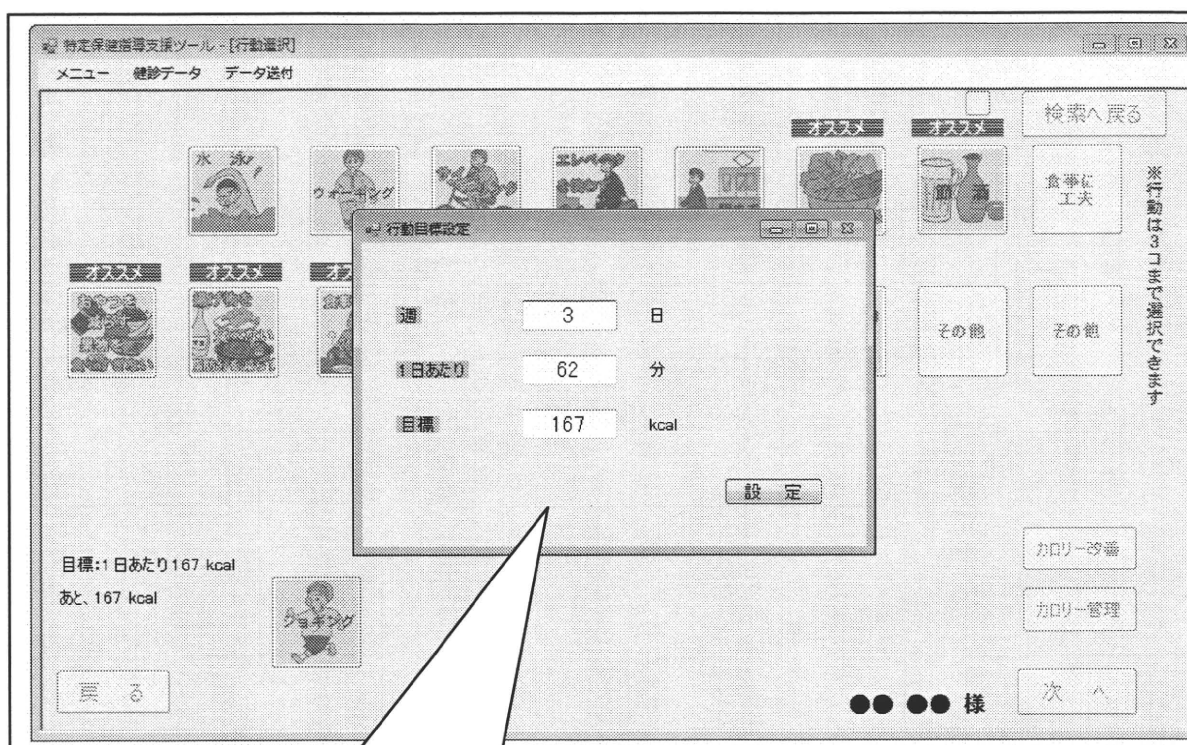 特定保健指導支援ツール - [行動選択]
メニュー 健診データ データ送付
検索へ戻る
オススメ オススメ
水泳
ウォーキング
節酒
食事に
工夫
※行動は3コまで選択できます
行動目標設定
週 3 日
1日あたり 62 分
目標 167 kcal
設 定
オススメ オススメ
その他
その他
目標:1日あたり167 kcal
あと、167 kcal
ジョギング
カロリー改善
カロリー管理
戻 る
●● ●● 様
次 へ